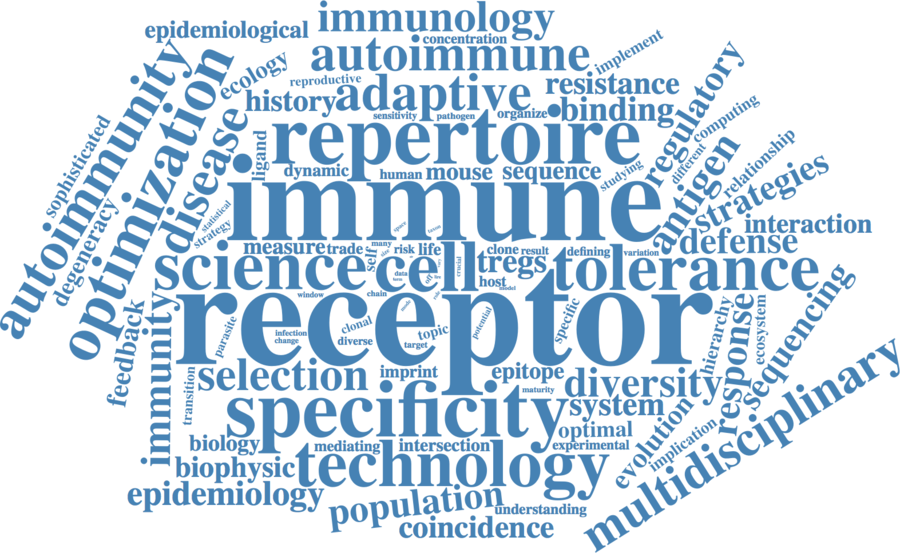 immunology
epidemiological
concentration
autoimmune
implement
ecology
reproductive
adaptive
resistance
history
sensitivity
pathogen
organize
binding
regulatory
computing
sophisticated
autoimmunity
optimization
disease
ligand
repertoire
dynamic
human
mouse
sequence
studying
different
antigen
relationship
strategies
degeneracy
statistical
strategy
immune
space
interaction
defense
measure
trade
self
many
risk
life
clone
result
defining
variation
science
cell
data
crucial
tregs
host
model
tolerance
window
chain
receptor
feedback
immunity
parasite
infection
change
clonal
diverse
topic
target
potential
specific
hierarchy
response
ecosystem
sequencing
transition
selection
imprint
epitope
maturity
diversity
specificity
system
optimal
experimental
evolution
implication
multidisciplinary
biology
mediating
intersection
biophysic
technology
epidemiology
population
understanding
coincidence